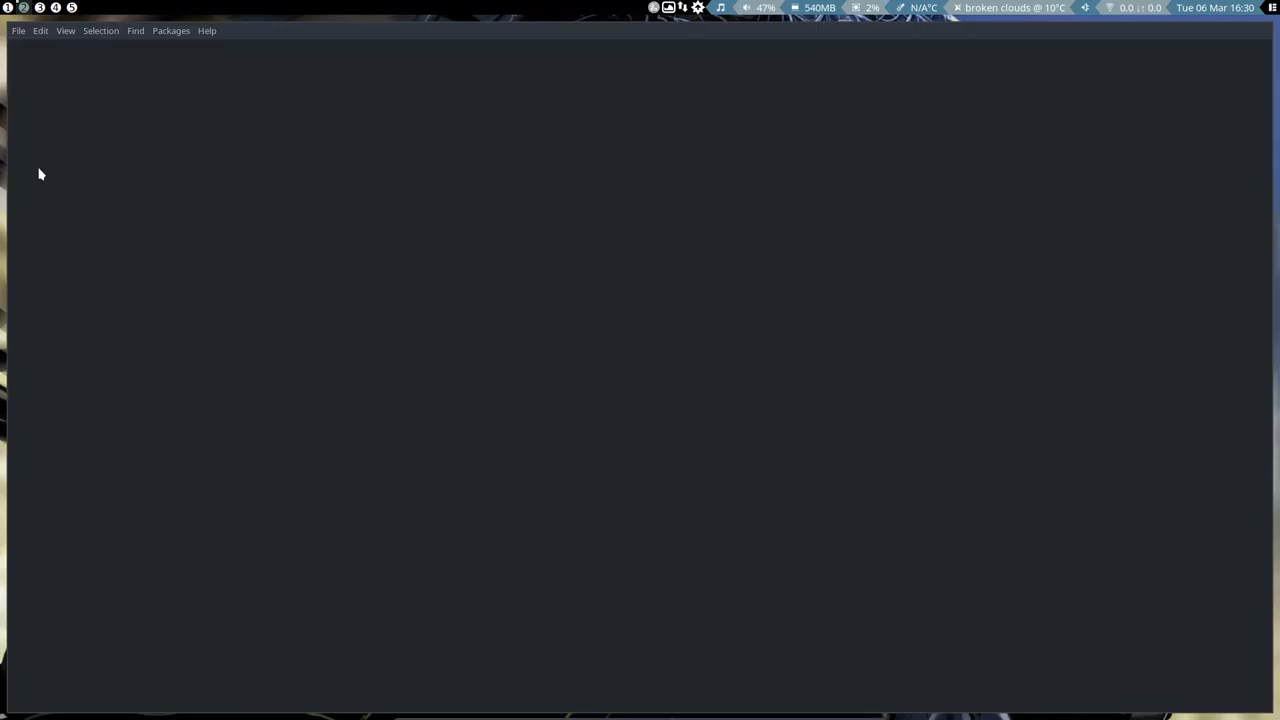 1 2 3 4 5 47% 540MB 2% N/A°C broken clouds @ 10°C 0.0 ↓↑ 0.0 Tue 06 Mar 16:30
File Edit View Selection Find Packages Help